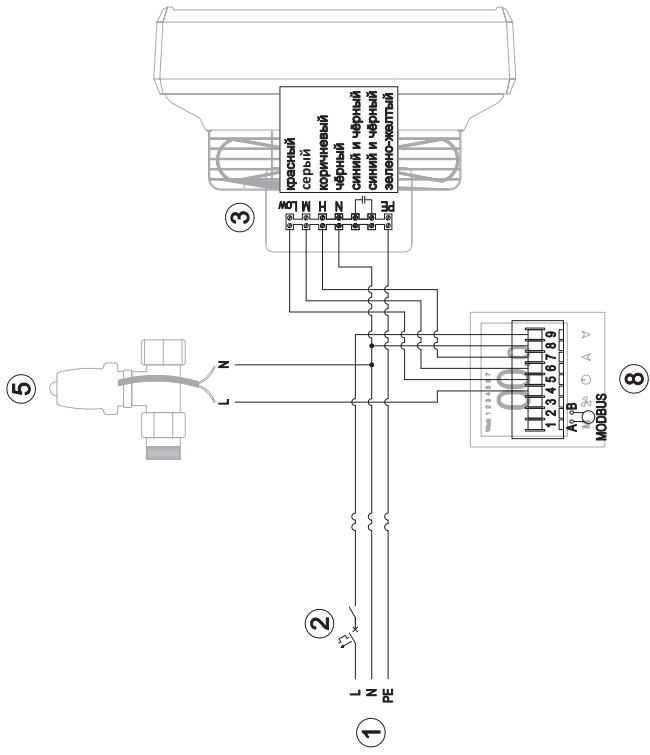 5
L
N
3
LOW
M
H
N
PE
красный
серый
коричневый
чёрный
синий и чёрный
синий и чёрный
зелено-желтый
1
2
L
N
PE
8
1 2 3 4 5 6 7 8 9
A
B
MODBUS